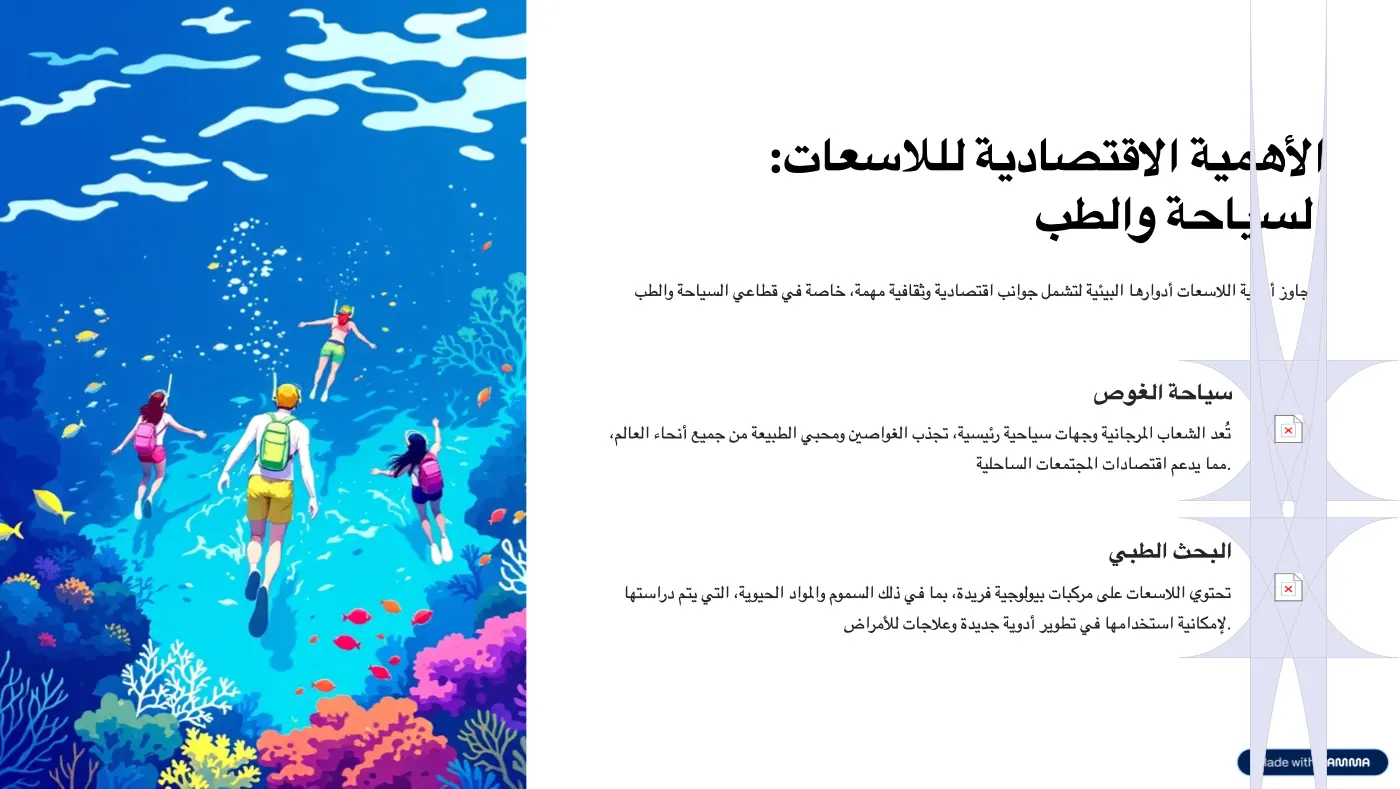 الأهمية الاقتصادية للاسعات:
لسياحة والطب
جاوز أ ية اللاسعات أدوارها البيئية لتشمل جوانب اقتصادية وثقافية مهمة، خاصة في قطاعي السياحة والطب
سياحة الغوص
تُعد الشعاب المرجانية وجهات سياحية رئيسية، تجذب الغواصين ومحبي الطبيعة من جميع أنحاء العالم،
مما يدعم اقتصادات المجتمعات الساحلية.
البحث الطبي
تحتوي اللاسعات على مركبات بيولوجية فريدة، بما في ذلك السموم والمواد الحيوية، التي يتم دراستها
لإمكانية استخدامها في تطوير أدوية جديدة وعلاجات للأمراض.
Made with GAMMA